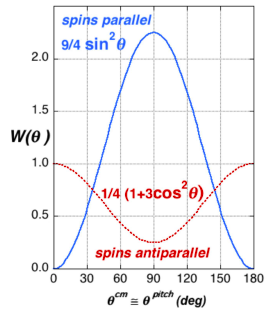 spins parallel
9/4 sin²θ
2.0
1.5
W(θ)
1.0
1/4 (1+3cos²θ)
0.5
spins antiparallel
0.0
0 30 60 90 120 150 180
θ^cm ≅ θ^pitch (deg)